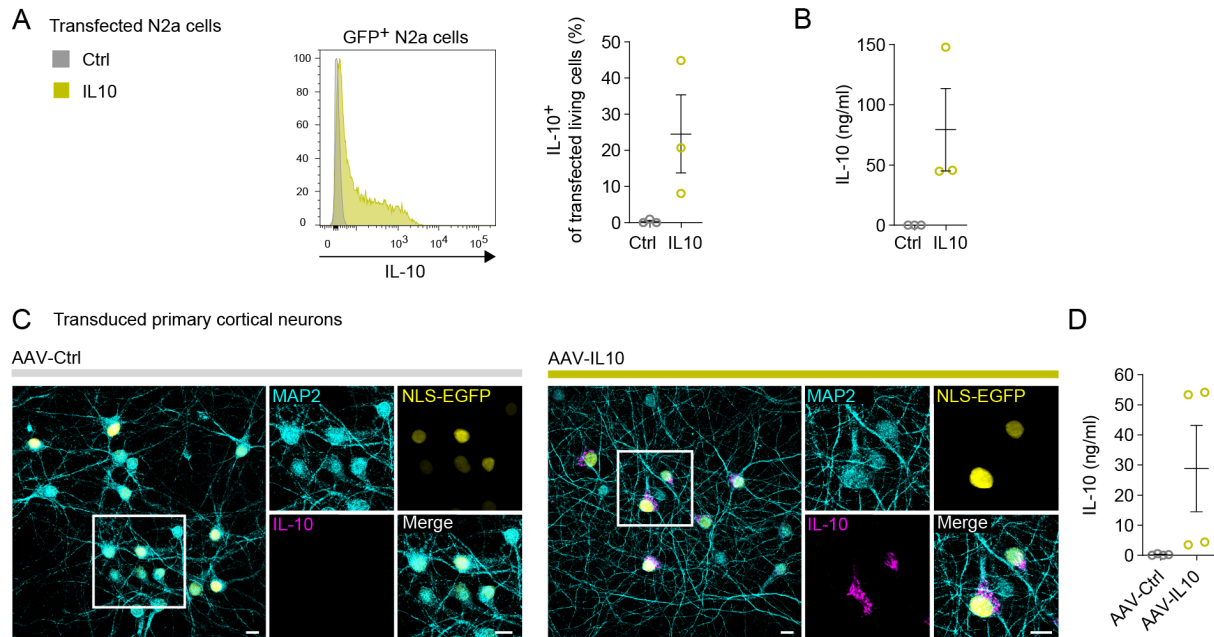 A
Transfected N2a cells
Ctrl
IL10
GFP+ N2a cells
100
80
60
40
20
0
0
10³
10⁴
10⁵
IL-10
IL-10+
of transfected living cells (%)
50
40
30
20
10
0
Ctrl
IL10
B
IL-10 (ng/ml)
150
100
50
0
Ctrl
IL10
C
Transduced primary cortical neurons
AAV-Ctrl
MAP2
NLS-EGFP
IL-10
Merge
AAV-IL10
MAP2
NLS-EGFP
IL-10
Merge
D
IL-10 (ng/ml)
60
50
40
30
20
10
0
AAV-Ctrl
AAV-IL10